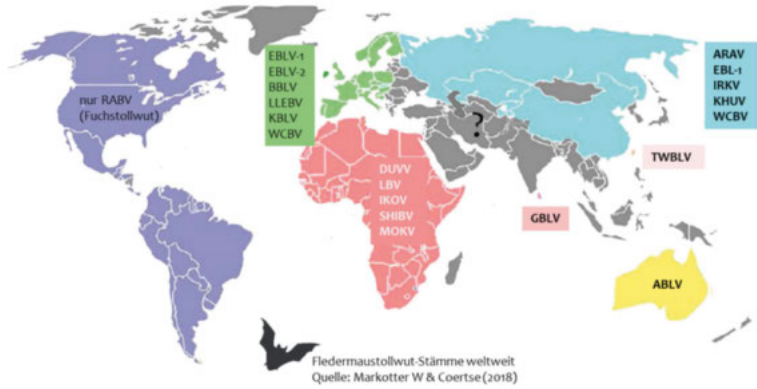 nur RABV
(Fuchstollwut)
EBLV-1
EBLV-2
BBLV
LLEBV
KBLV
WCBV
DUVV
LBV
IKOV
SHIBV
MOKV
?
ARAV
EBL-1
IRKV
KHUV
WCBV
TWBLV
GBLV
ABLV
Fledermaustollwut-Stämme weltweit
Quelle: Markotter W & Coertse (2018)